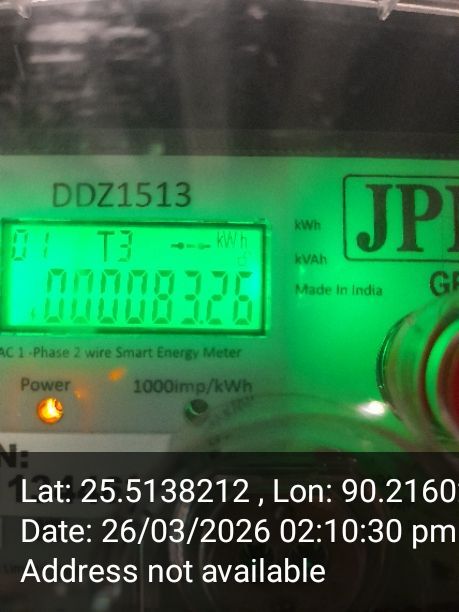 DDZ1513
01 T3 kWh
000083.26
kWh
kVAh
Made In India
JP
G
AC 1 -Phase 2 wire Smart Energy Meter
Power
1000imp/kWh
N:
Lat: 25.5138212 , Lon: 90.2160
Date: 26/03/2026 02:10:30 pm
Address not available